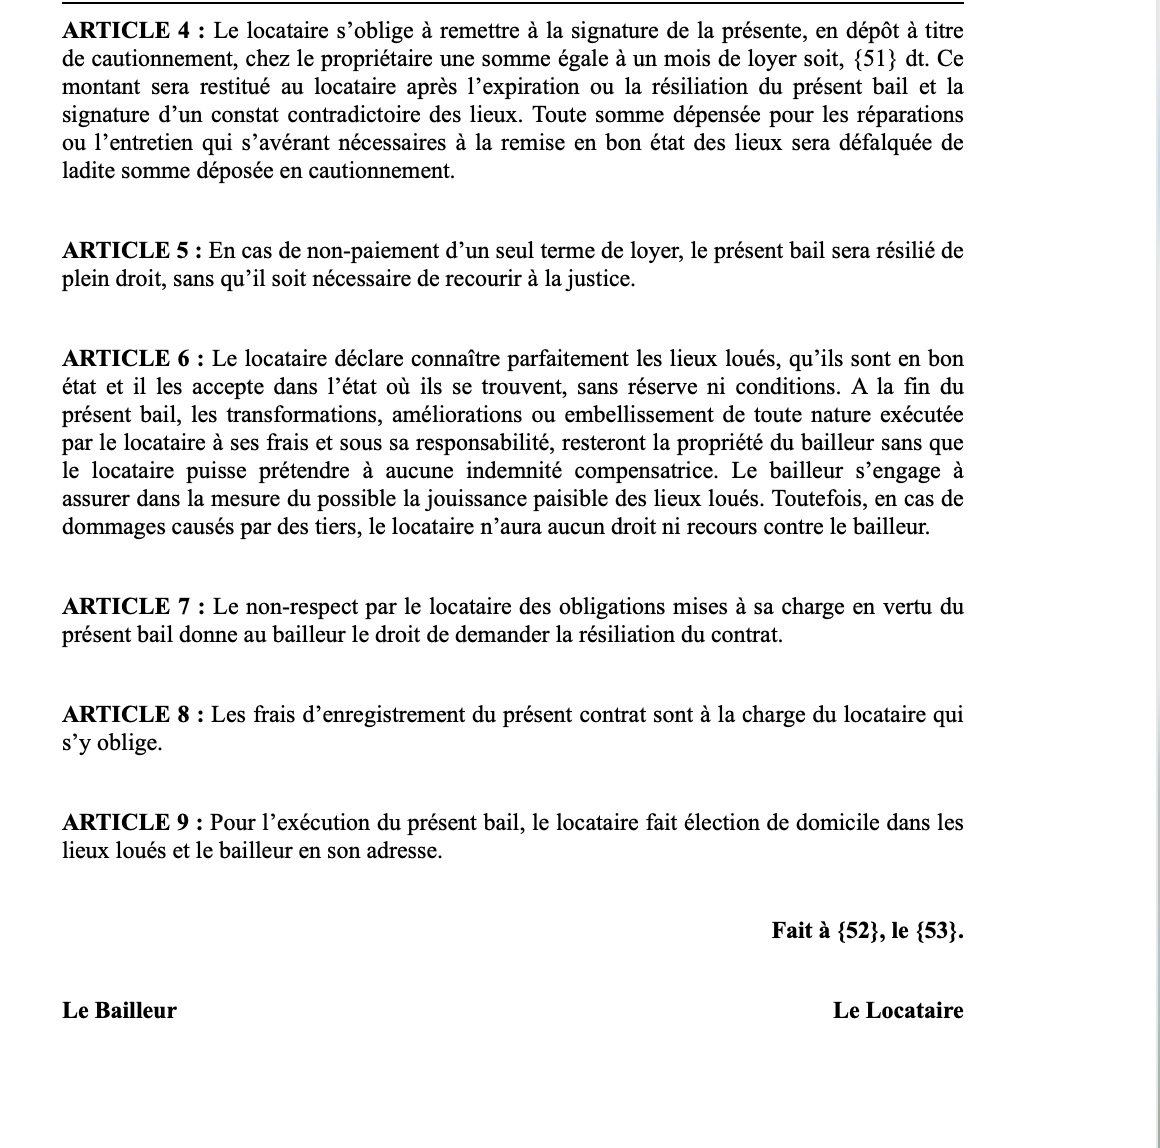 ARTICLE 4 : Le locataire s’oblige à remettre à la signature de la présente, en dépôt à titre
de cautionnement, chez le propriétaire une somme égale à un mois de loyer soit, {51} dt. Ce
montant sera restitué au locataire après l’expiration ou la résiliation du présent bail et la
signature d’un constat contradictoire des lieux. Toute somme dépensée pour les réparations
ou l’entretien qui s’avérant nécessaires à la remise en bon état des lieux sera défalquée de
ladite somme déposée en cautionnement.
ARTICLE 5 : En cas de non-paiement d’un seul terme de loyer, le présent bail sera résilié de
plein droit, sans qu’il soit nécessaire de recourir à la justice.
ARTICLE 6 : Le locataire déclare connaître parfaitement les lieux loués, qu’ils sont en bon
état et il les accepte dans l’état où ils se trouvent, sans réserve ni conditions. A la fin du
présent bail, les transformations, améliorations ou embellissement de toute nature exécutée
par le locataire à ses frais et sous sa responsabilité, resteront la propriété du bailleur sans que
le locataire puisse prétendre à aucune indemnité compensatrice. Le bailleur s’engage à
assurer dans la mesure du possible la jouissance paisible des lieux loués. Toutefois, en cas de
dommages causés par des tiers, le locataire n’aura aucun droit ni recours contre le bailleur.
ARTICLE 7 : Le non-respect par le locataire des obligations mises à sa charge en vertu du
présent bail donne au bailleur le droit de demander la résiliation du contrat.
ARTICLE 8 : Les frais d’enregistrement du présent contrat sont à la charge du locataire qui
s’y oblige.
ARTICLE 9 : Pour l’exécution du présent bail, le locataire fait élection de domicile dans les
lieux loués et le bailleur en son adresse.
Fait à {52}, le {53}.
Le Bailleur Le Locataire